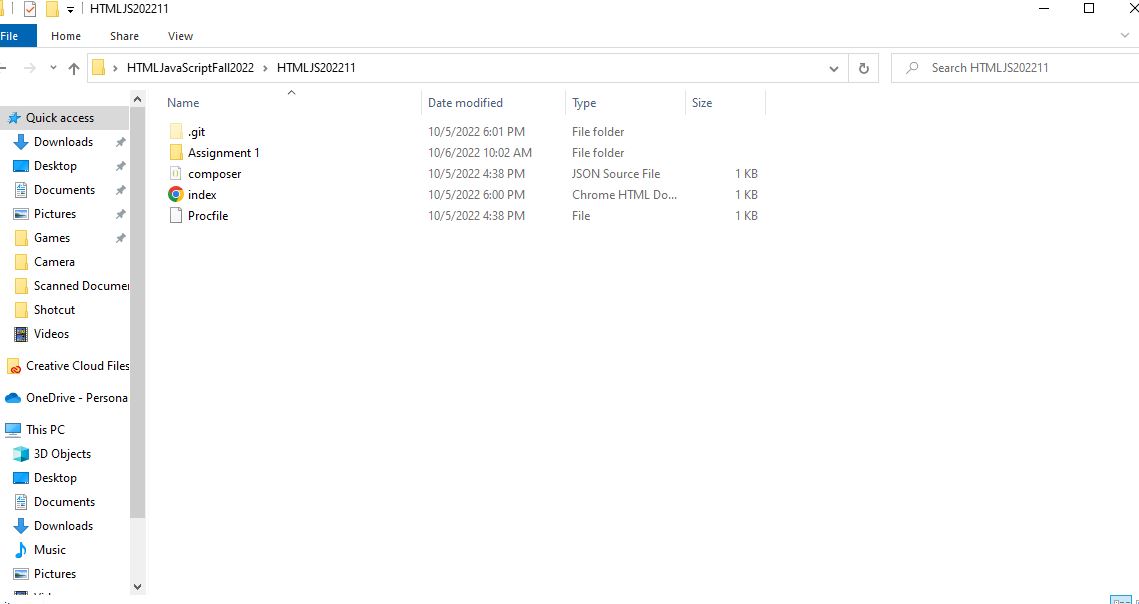 HTMLJS202211
File Home Share View
HTMLJavaScriptFall2022 HTMLJS202211
Search HTMLJS202211
Name Date modified Type Size
.git 10/5/2022 6:01 PM File folder
Assignment 1 10/6/2022 10:02 AM File folder
composer 10/5/2022 4:38 PM JSON Source File 1 KB
index 10/5/2022 6:00 PM Chrome HTML Do... 1 KB
Procfile 10/5/2022 4:38 PM File 1 KB
Quick access
Downloads
Desktop
Documents
Pictures
Games
Camera
Scanned Docume
Shotcut
Videos
Creative Cloud Files
OneDrive - Persona
This PC
3D Objects
Desktop
Documents
Downloads
Music
Pictures